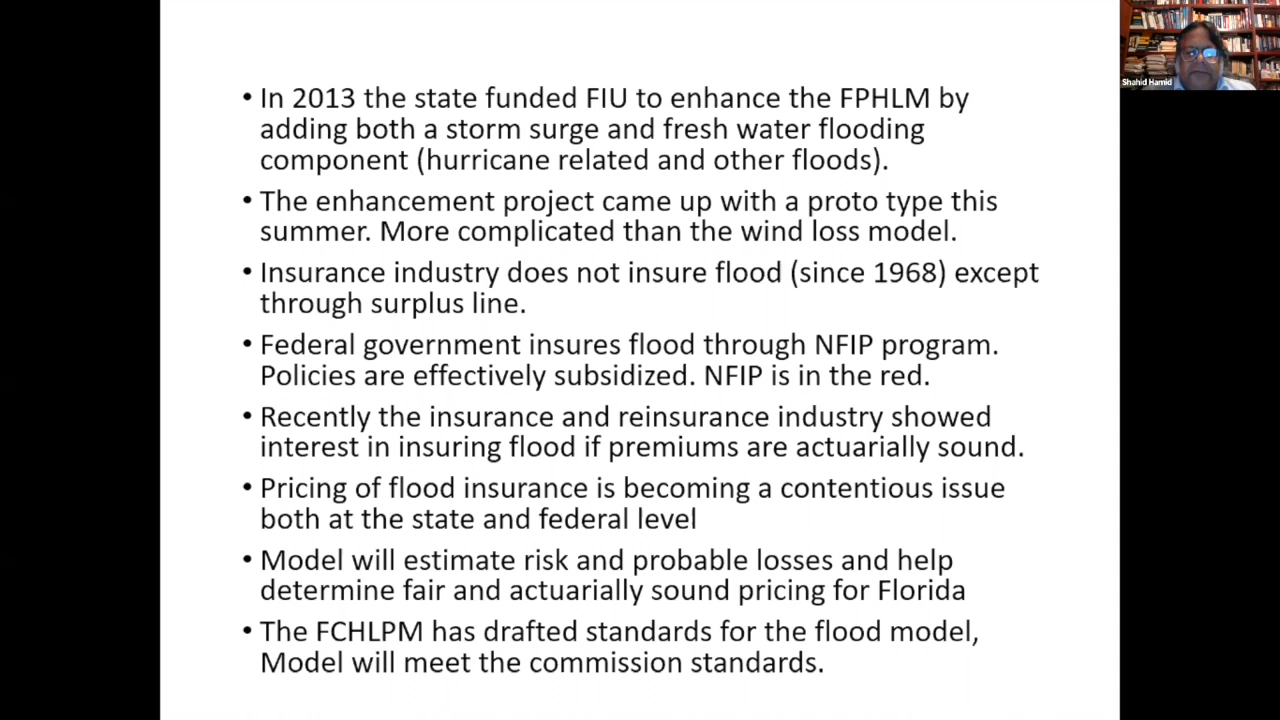 • In 2013 the state funded FIU to enhance the FPHLM by
adding both a storm surge and fresh water flooding
component (hurricane related and other floods).
• The enhancement project came up with a proto type this
summer. More complicated than the wind loss model.
• Insurance industry does not insure flood (since 1968) except
through surplus line.
• Federal government insures flood through NFIP program.
Policies are effectively subsidized. NFIP is in the red.
• Recently the insurance and reinsurance industry showed
interest in insuring flood if premiums are actuarially sound.
• Pricing of flood insurance is becoming a contentious issue
both at the state and federal level
• Model will estimate risk and probable losses and help
determine fair and actuarially sound pricing for Florida
• The FCHLPM has drafted standards for the flood model,
Model will meet the commission standards.
Shahid Hamid